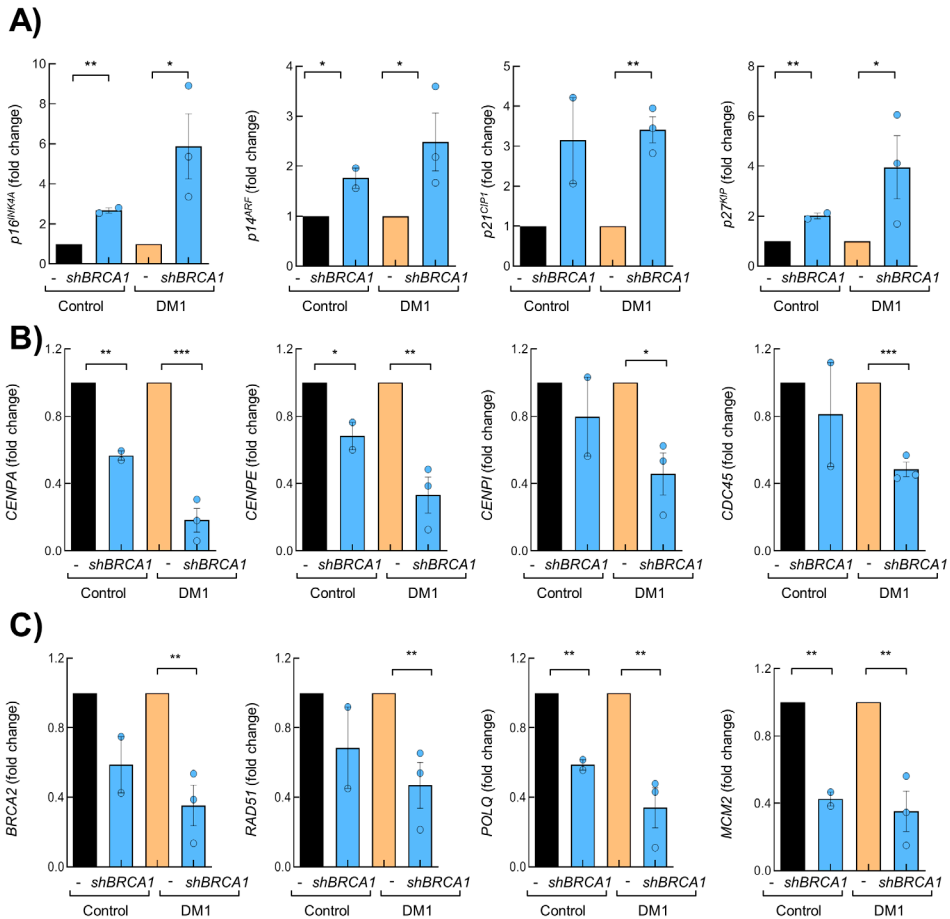 A)
** *
* *
**
** *
10
8
6
4
2
0
p16^INK4A (fold change)
- shBRCA1 - shBRCA1
Control DM1
4
3
2
1
0
p14^ARF (fold change)
- shBRCA1 - shBRCA1
Control DM1
5
4
3
2
1
0
p21^CIP1 (fold change)
- shBRCA1 - shBRCA1
Control DM1
8
6
4
2
0
p27^KIP (fold change)
- shBRCA1 - shBRCA1
Control DM1
B)
** ***
1.2
0.8
0.4
0.0
CENPA (fold change)
- shBRCA1 - shBRCA1
Control DM1
* **
1.2
0.8
0.4
0.0
CENPE (fold change)
- shBRCA1 - shBRCA1
Control DM1
*
1.2
0.8
0.4
0.0
CENPI (fold change)
- shBRCA1 - shBRCA1
Control DM1
***
1.2
0.8
0.4
0.0
CDC45 (fold change)
- shBRCA1 - shBRCA1
Control DM1
C)
**
1.2
0.8
0.4
0.0
BRCA2 (fold change)
- shBRCA1 - shBRCA1
Control DM1
**
1.2
0.8
0.4
0.0
RAD51 (fold change)
- shBRCA1 - shBRCA1
Control DM1
** **
1.2
0.8
0.4
0.0
POLQ (fold change)
- shBRCA1 - shBRCA1
Control DM1
** **
1.2
0.8
0.4
0.0
MCM2 (fold change)
- shBRCA1 - shBRCA1
Control DM1